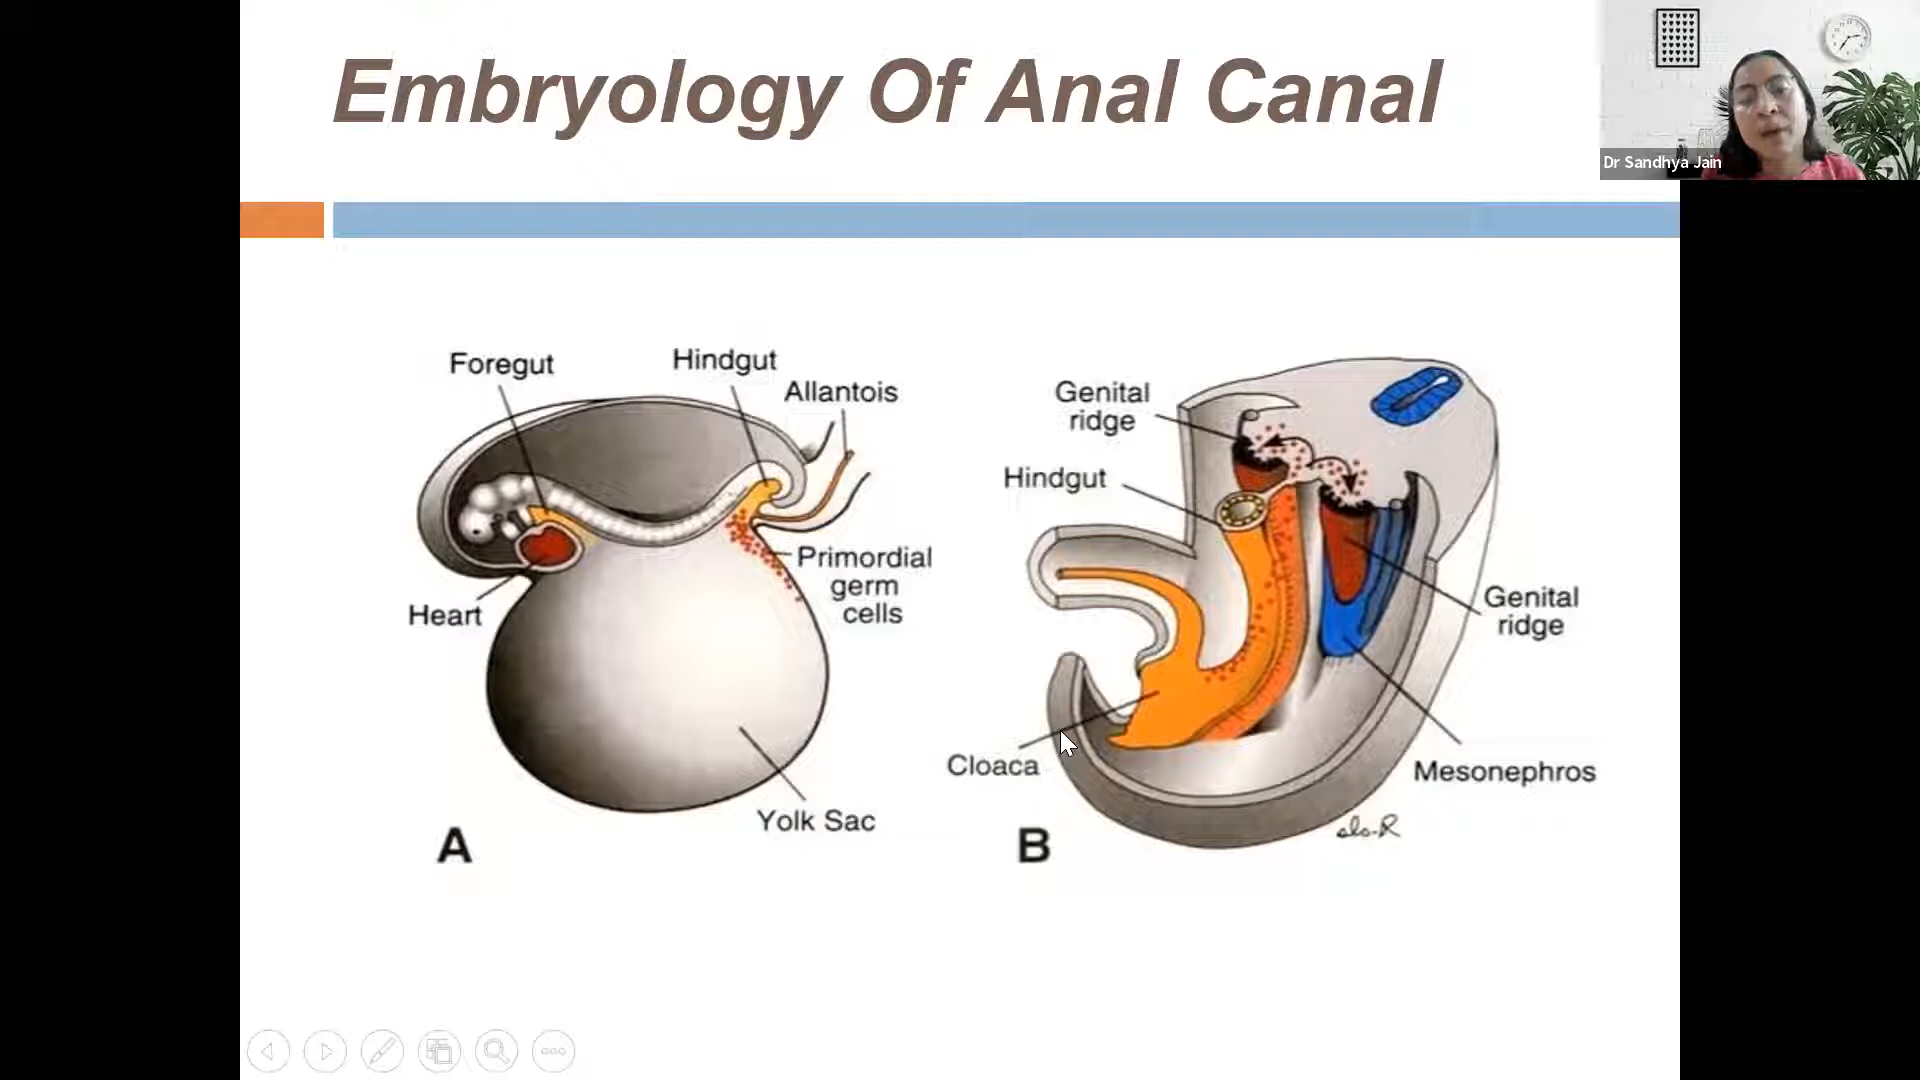 Embryology Of Anal Canal
Dr Sandhya Jain
Foregut
Hindgut
Allantois
Primordial
germ
cells
Heart
Yolk Sac
A
Genital
ridge
Hindgut
Genital
ridge
Cloaca
Mesonephros
B